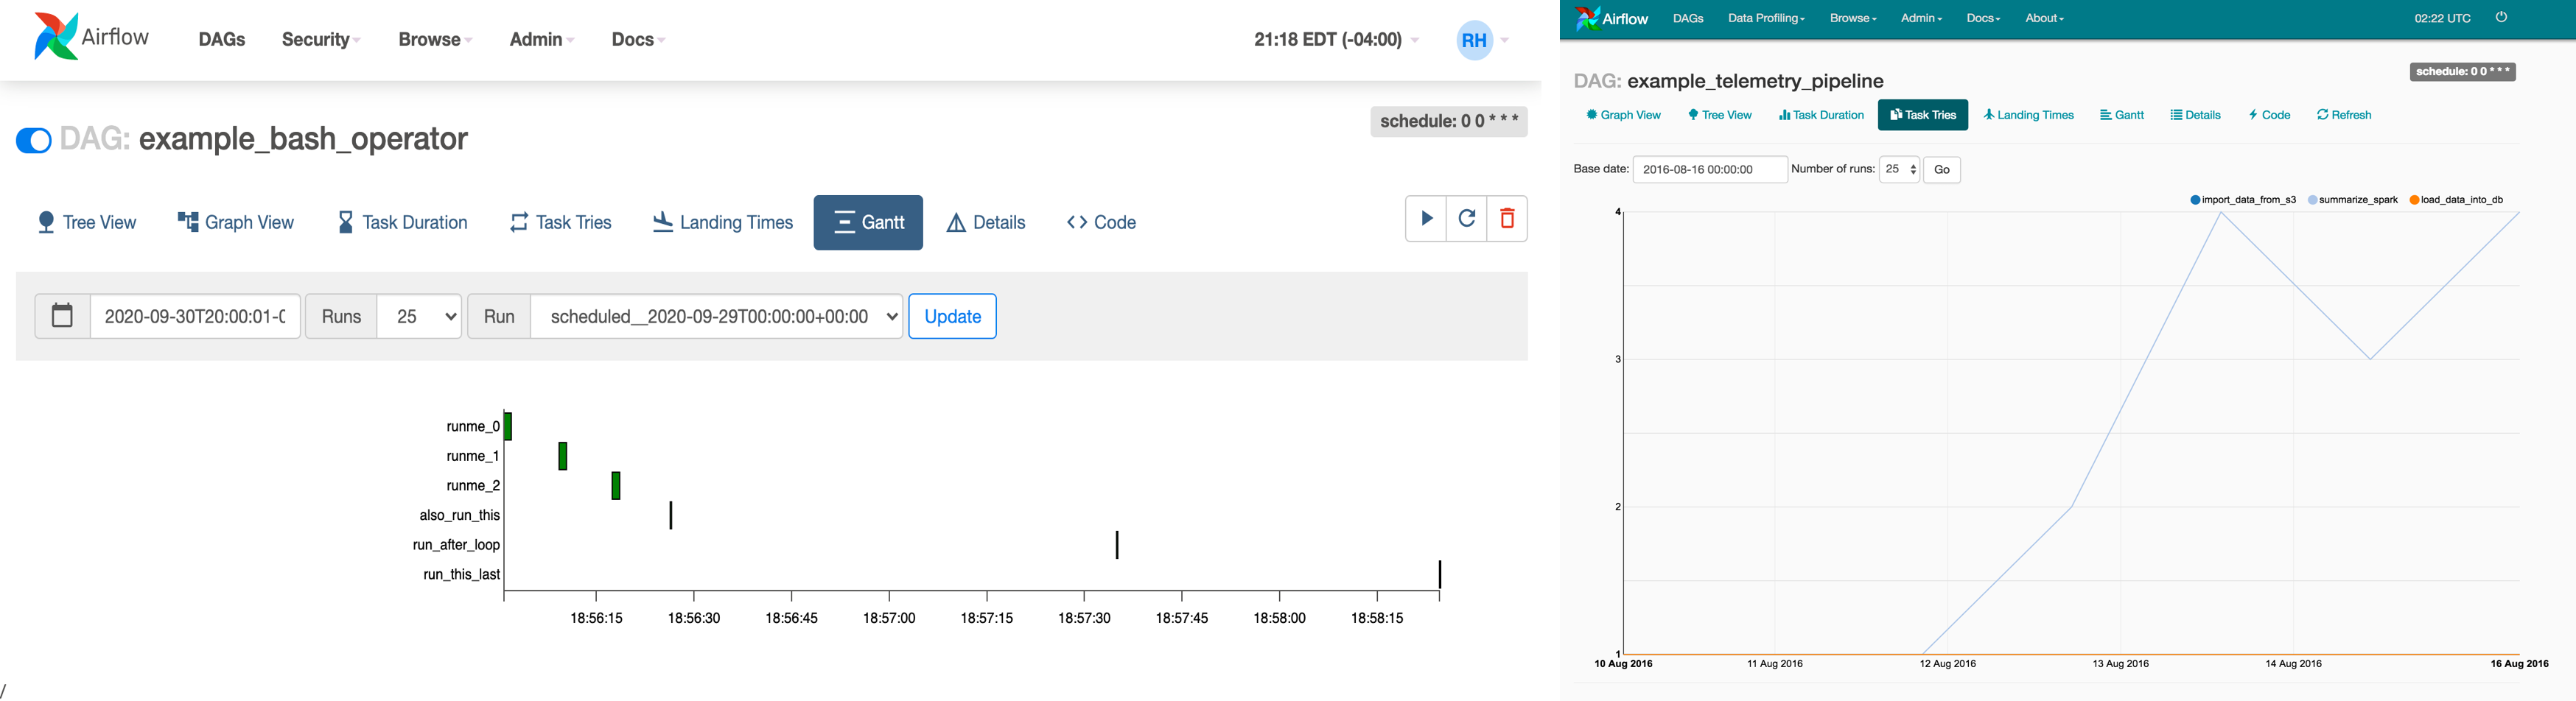 Airflow DAGs Security Browse Admin Docs 21:18 EDT (-04:00) RH
DAG: example_bash_operator
schedule: 0 0 * * *
Tree View Graph View Task Duration Task Tries Landing Times Gantt Details Code
2020-09-30T20:00:01-0 Runs 25 Run scheduled__2020-09-29T00:00:00+00:00 Update
runme_0
runme_1
runme_2
also_run_this
run_after_loop
run_this_last
18:56:15 18:56:30 18:56:45 18:57:00 18:57:15 18:57:30 18:57:45 18:58:00 18:58:15
/
Airflow DAGs Data Profiling Browse Admin Docs About 02:22 UTC
schedule: 0 0 * * *
DAG: example_telemetry_pipeline
Graph View Tree View Task Duration Task Tries Landing Times Gantt Details Code Refresh
Base date: 2016-08-16 00:00:00 Number of runs: 25 Go
import_data_from_s3 summarize_spark load_data_into_db
4
3
2
1
10 Aug 2016 11 Aug 2016 12 Aug 2016 13 Aug 2016 14 Aug 2016 16 Aug 2016